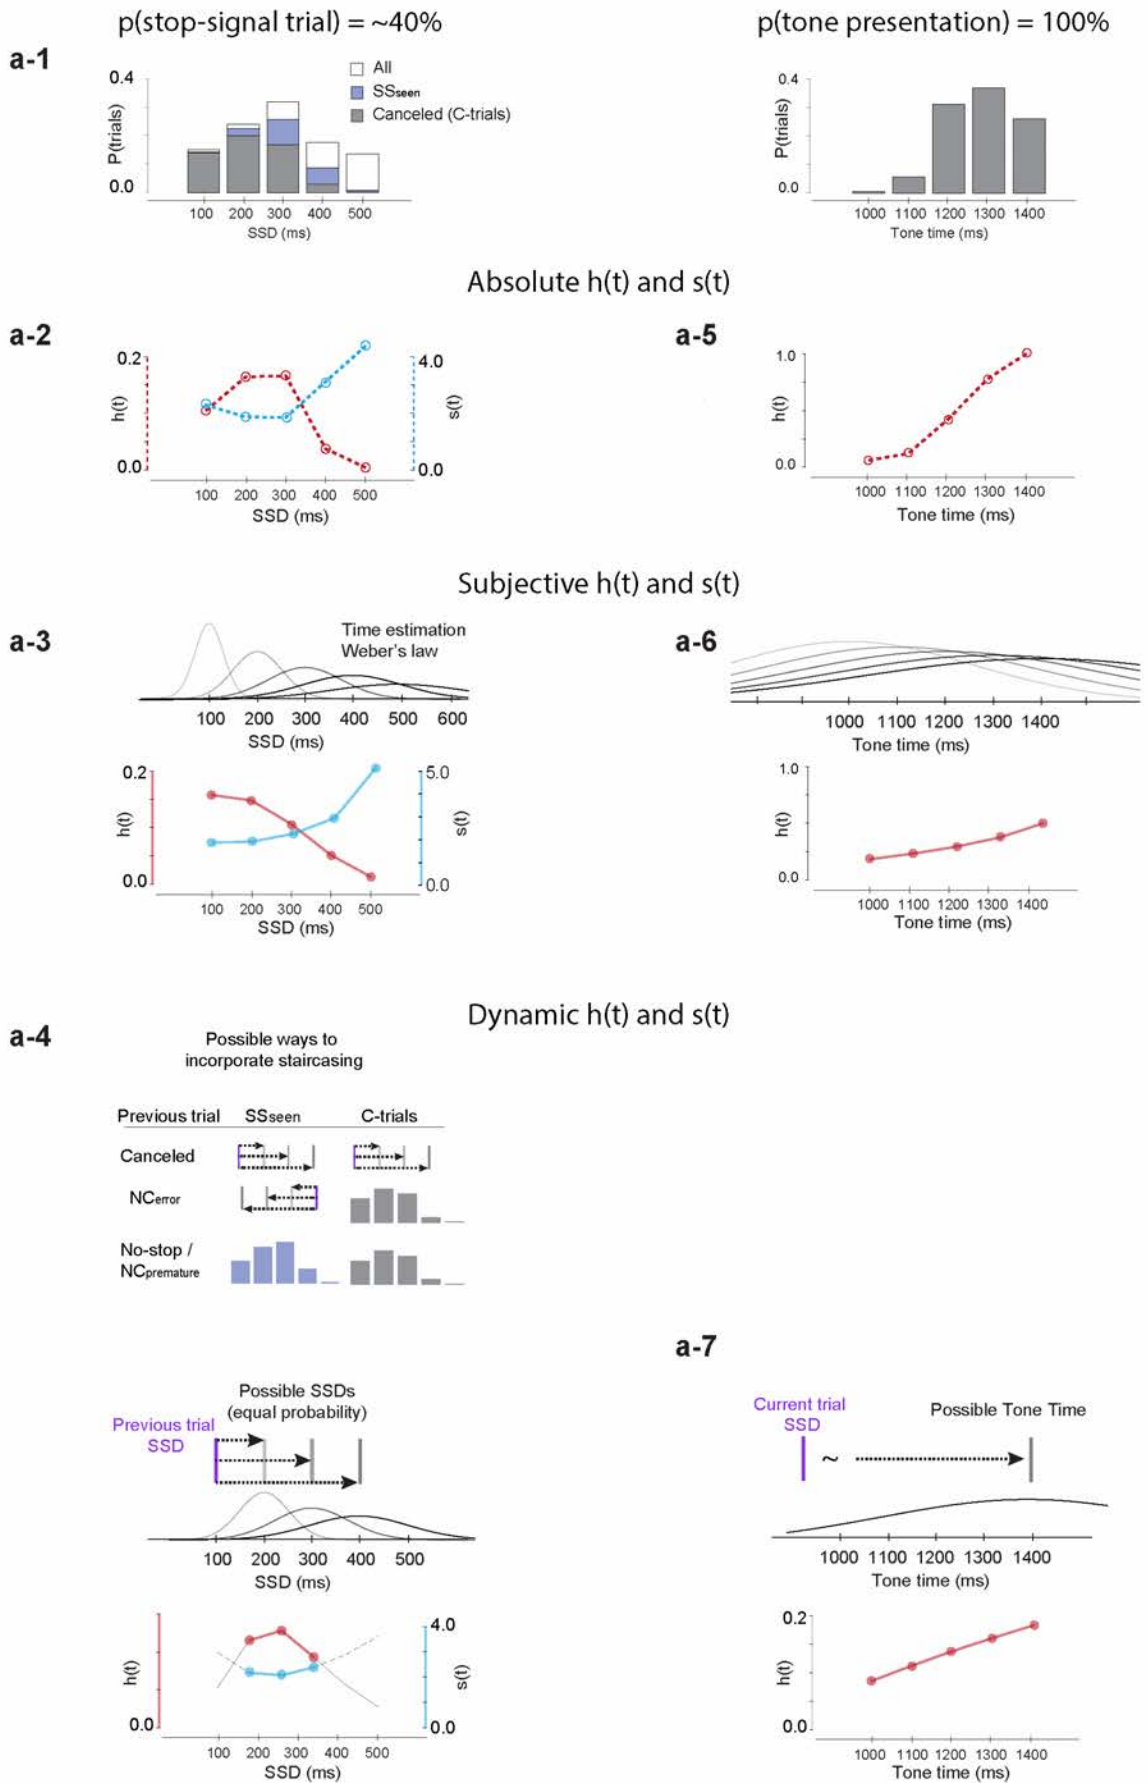 p(stop-signal trial) = ~40%
p(tone presentation) = 100%
a-1
0.4
P(trials)
0.0
All
SSseen
Canceled (C-trials)
100 200 300 400 500
SSD (ms)
0.4
P(trials)
0.0
1000 1100 1200 1300 1400
Tone time (ms)
Absolute h(t) and s(t)
a-2
0.2
h(t)
0.0
4.0
s(t)
0.0
100 200 300 400 500
SSD (ms)
a-5
1.0
h(t)
0.0
1000 1100 1200 1300 1400
Tone time (ms)
Subjective h(t) and s(t)
a-3
Time estimation
Weber's law
100 200 300 400 500 600
SSD (ms)
0.2
h(t)
0.0
5.0
s(t)
0.0
100 200 300 400 500
SSD (ms)
a-6
1000 1100 1200 1300 1400
Tone time (ms)
1.0
h(t)
0.0
1000 1100 1200 1300 1400
Tone time (ms)
Dynamic h(t) and s(t)
a-4
Possible ways to
incorporate staircasing
Previous trial SSseen C-trials
Canceled
NCerror
No-stop /
NCpremature
Possible SSDs
(equal probability)
Previous trial
SSD
100 200 300 400 500
SSD (ms)
h(t)
0.0
4.0
s(t)
0.0
100 200 300 400 500
SSD (ms)
a-7
Current trial
SSD
Possible Tone Time
~
1000 1100 1200 1300 1400
Tone time (ms)
0.2
h(t)
0.0
1000 1100 1200 1300 1400
Tone time (ms)